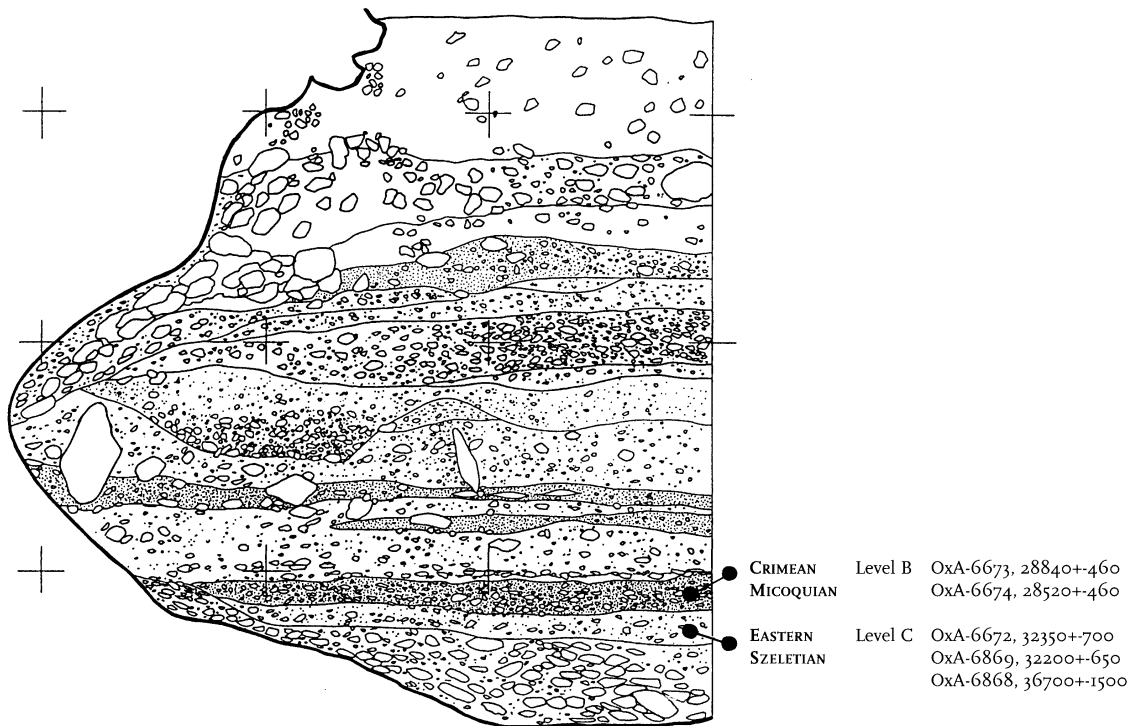 CRIMEAN Level B OxA-6673, 28840+-460
MICOQUIAN OxA-6674, 28520+-460
EASTERN Level C OxA-6672, 32350+-700
SZELETIAN OxA-6869, 32200+-650
OxA-6868, 36700+-1500